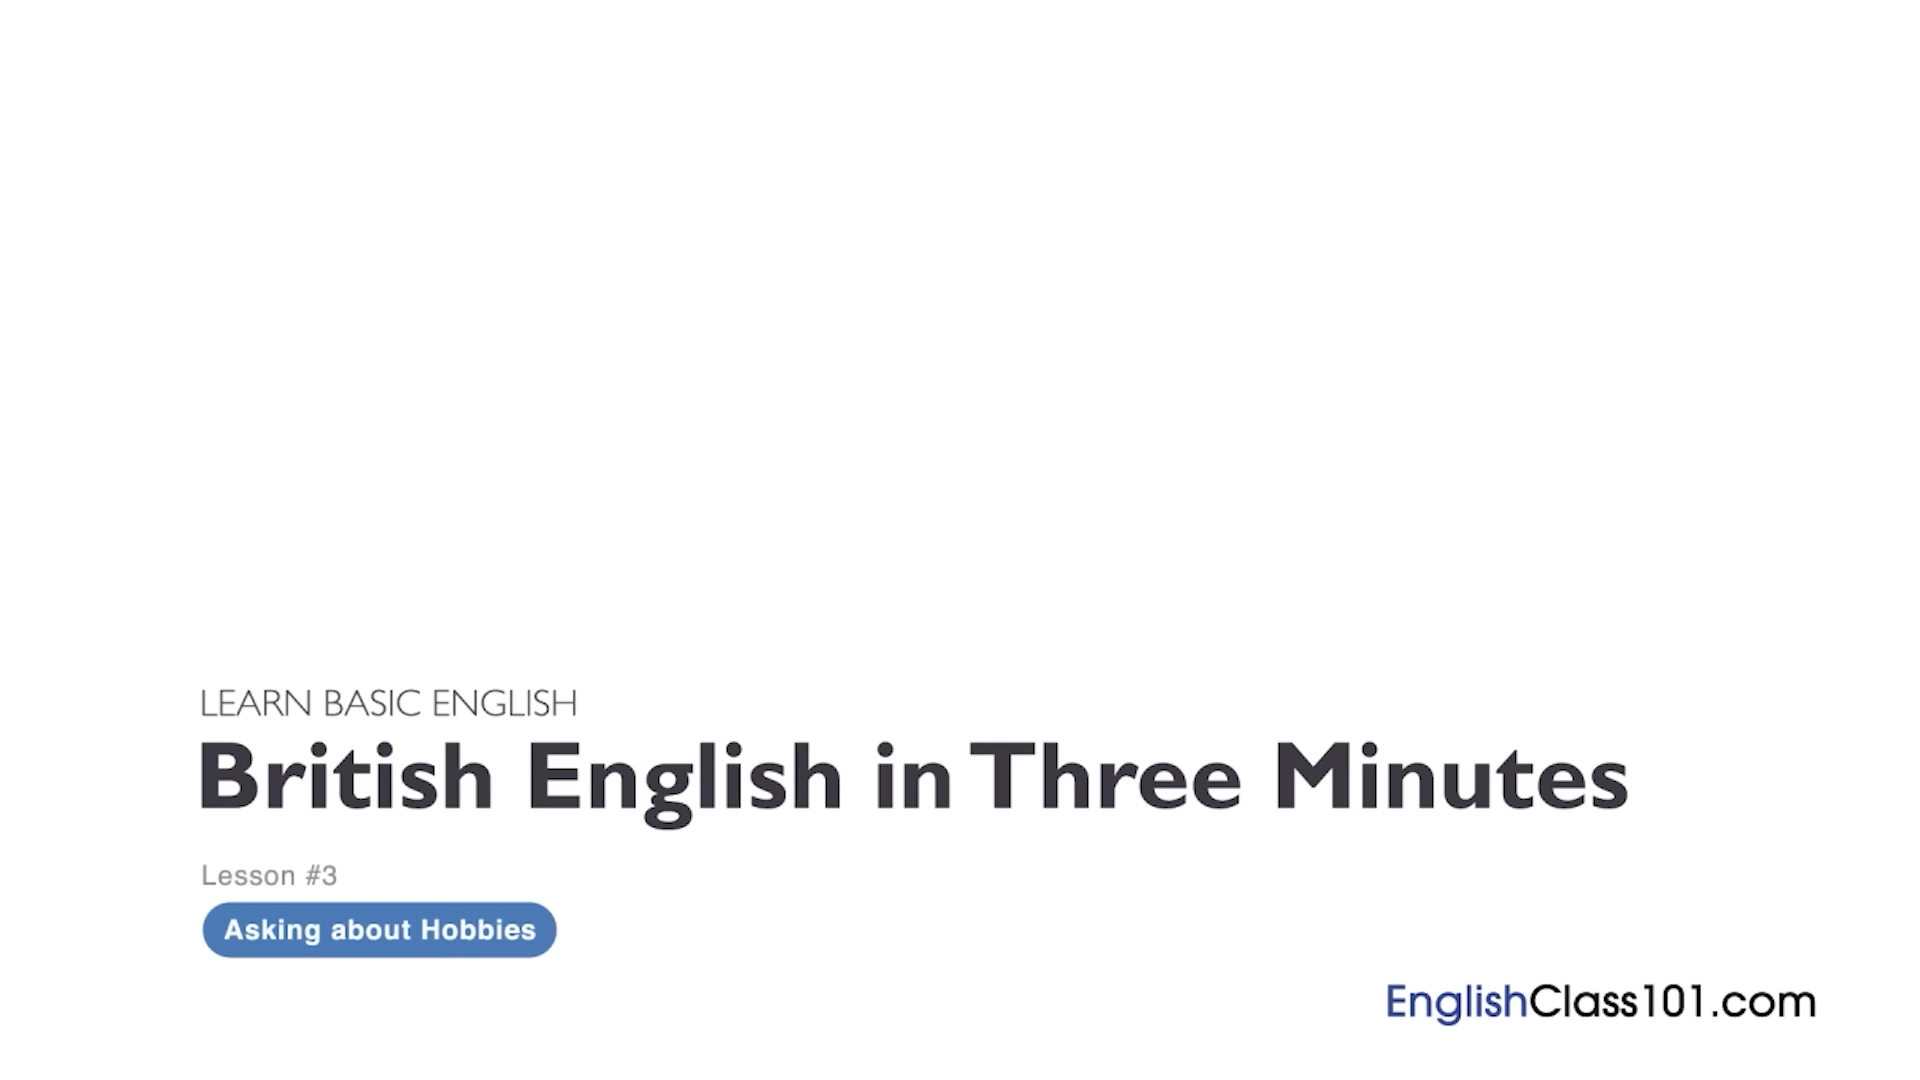 LEARN BASIC ENGLISH
British English in Three Minutes
Lesson #3
Asking about Hobbies
EnglishClass101.com